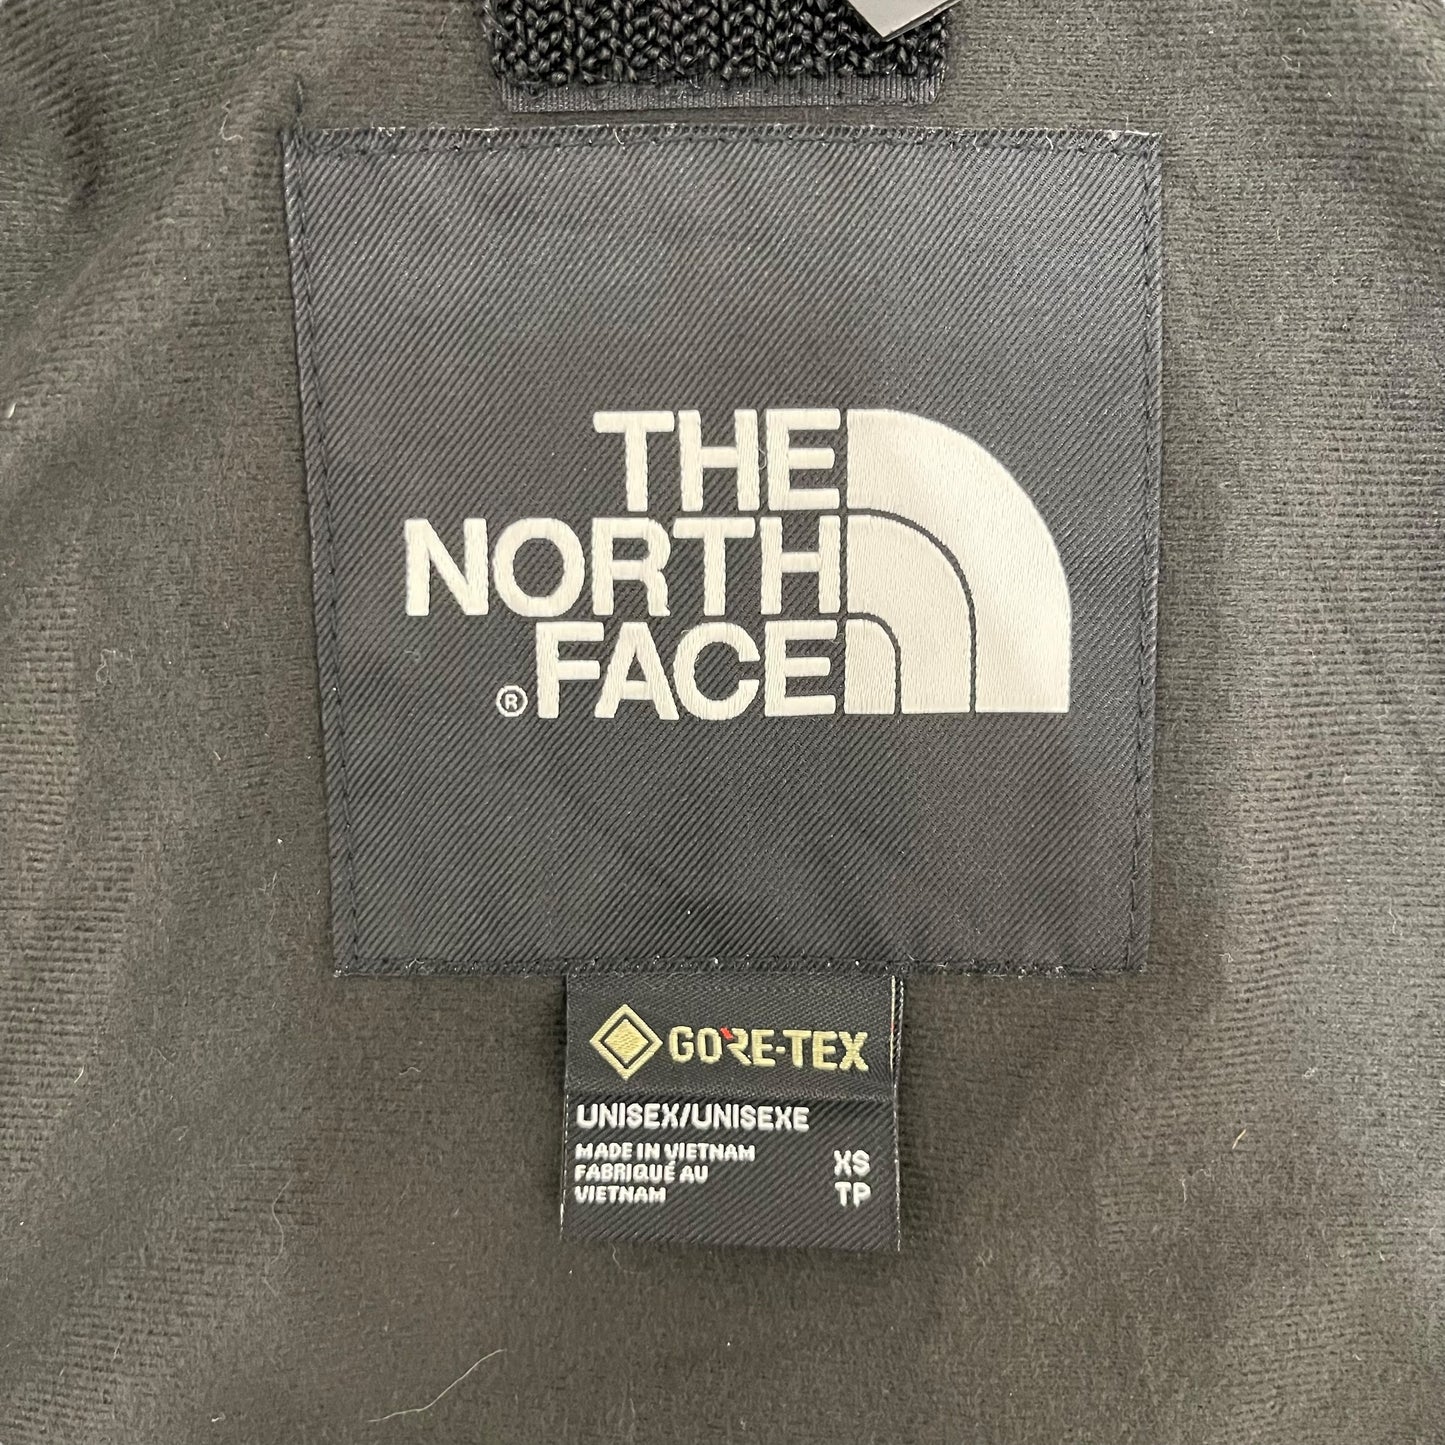 THE
NORTH
® FACE
GORE-TEX
UNISEX/UNISEXE
MADE IN VIETNAM
FABRIQUÉ AU
VIETNAM
XS
TP